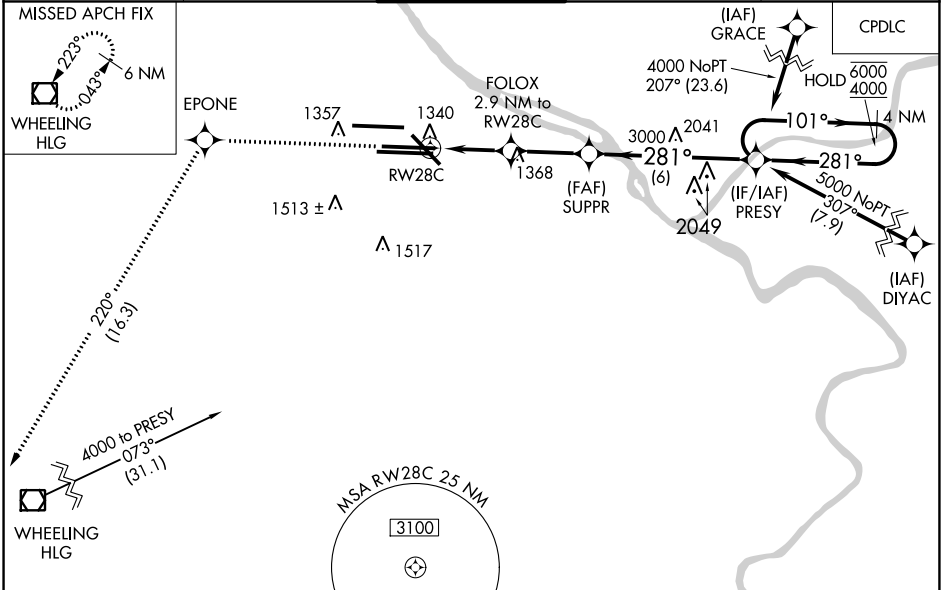 MISSED APCH FIX
223°
043°
6 NM
WHEELING
HLG
EPONE
1357
1340
RW28C
FOLOX
2.9 NM to
RW28C
1368
(FAF)
SUPPR
3000
2041
281°
(6)
2049
(IAF)
GRACE
4000 NoPT
207° (23.6)
CPDLC
HOLD
6000
4000
4 NM
101°
281°
(IF/IAF)
PRESY
5000 NoPT
307°
(7.9)
(IAF)
DIYAC
1513 ±
1517
220°
(16.3)
4000 to PRESY
073°
(31.1)
WHEELING
HLG
MSA RW28C 25 NM
3100